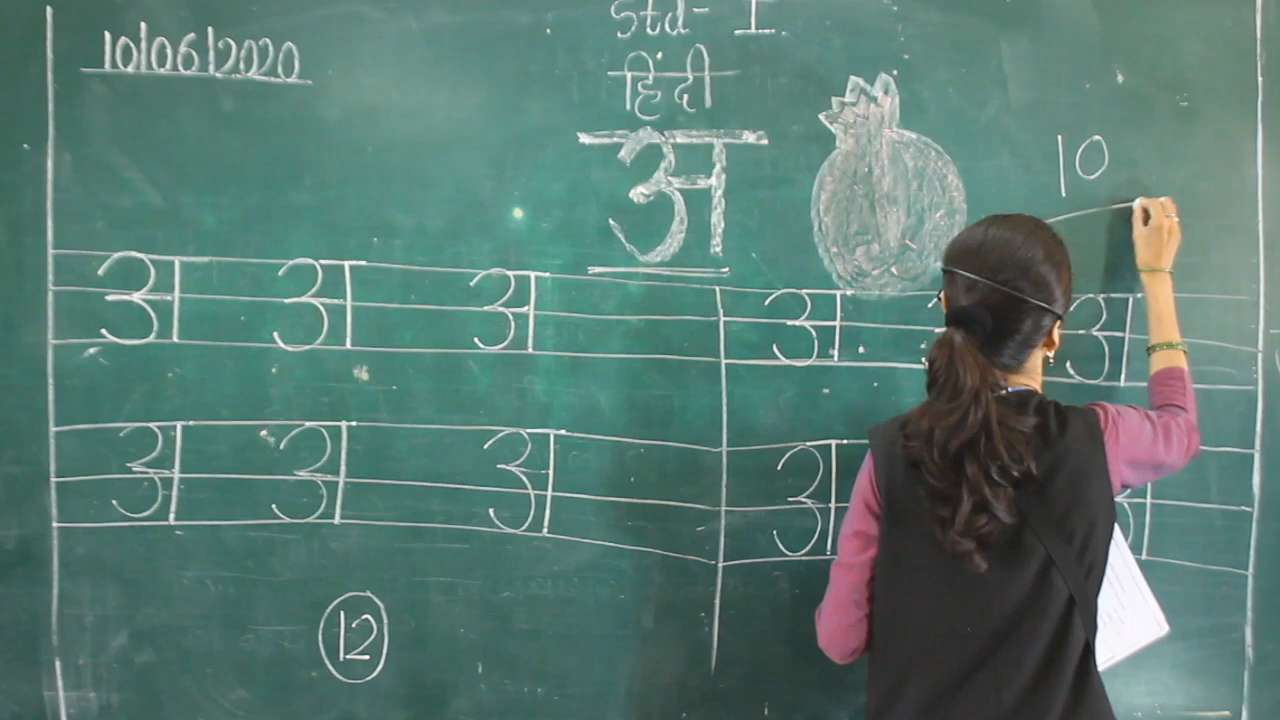 Std- I
10/06/2020
हिंदी
अ
10
अ अ अ अ अ
अ अ अ अ
12